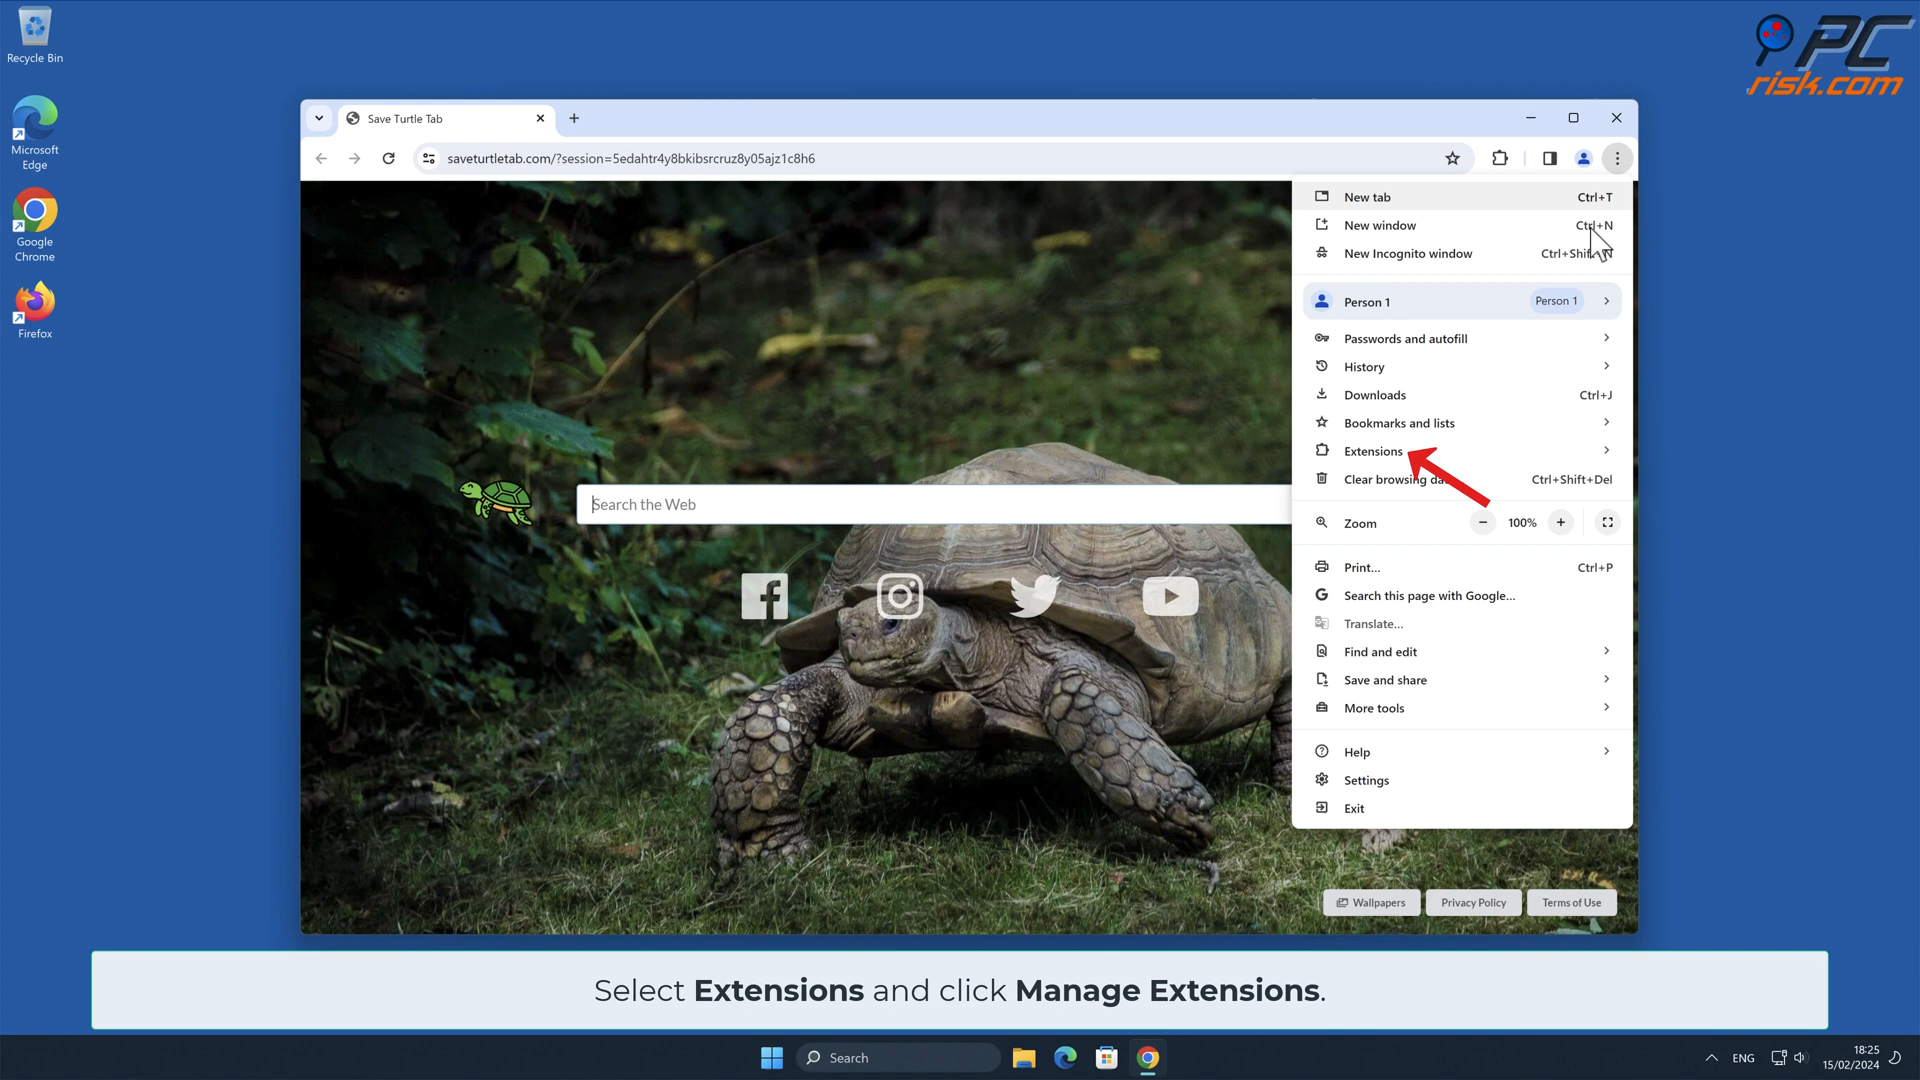 Recycle Bin
Microsoft
Edge
Google
Chrome
Firefox
PC
risk.com
Save Turtle Tab
saveturtletab.com/?session=5edahtr4y8bkibsrcruz8y05ajz1c8h6
New tab Ctrl+T
New window Ctrl+N
New Incognito window Ctrl+Shift+N
Person 1 Person 1
Passwords and autofill
History
Downloads Ctrl+J
Bookmarks and lists
Extensions
Clear browsing data... Ctrl+Shift+Del
Zoom − 100% +
Print... Ctrl+P
Search this page with Google...
Translate...
Find and edit
Save and share
More tools
Help
Settings
Exit
Search the Web
Wallpapers Privacy Policy Terms of Use
Select Extensions and click Manage Extensions.
Search
ENG
18:25
15/02/2024